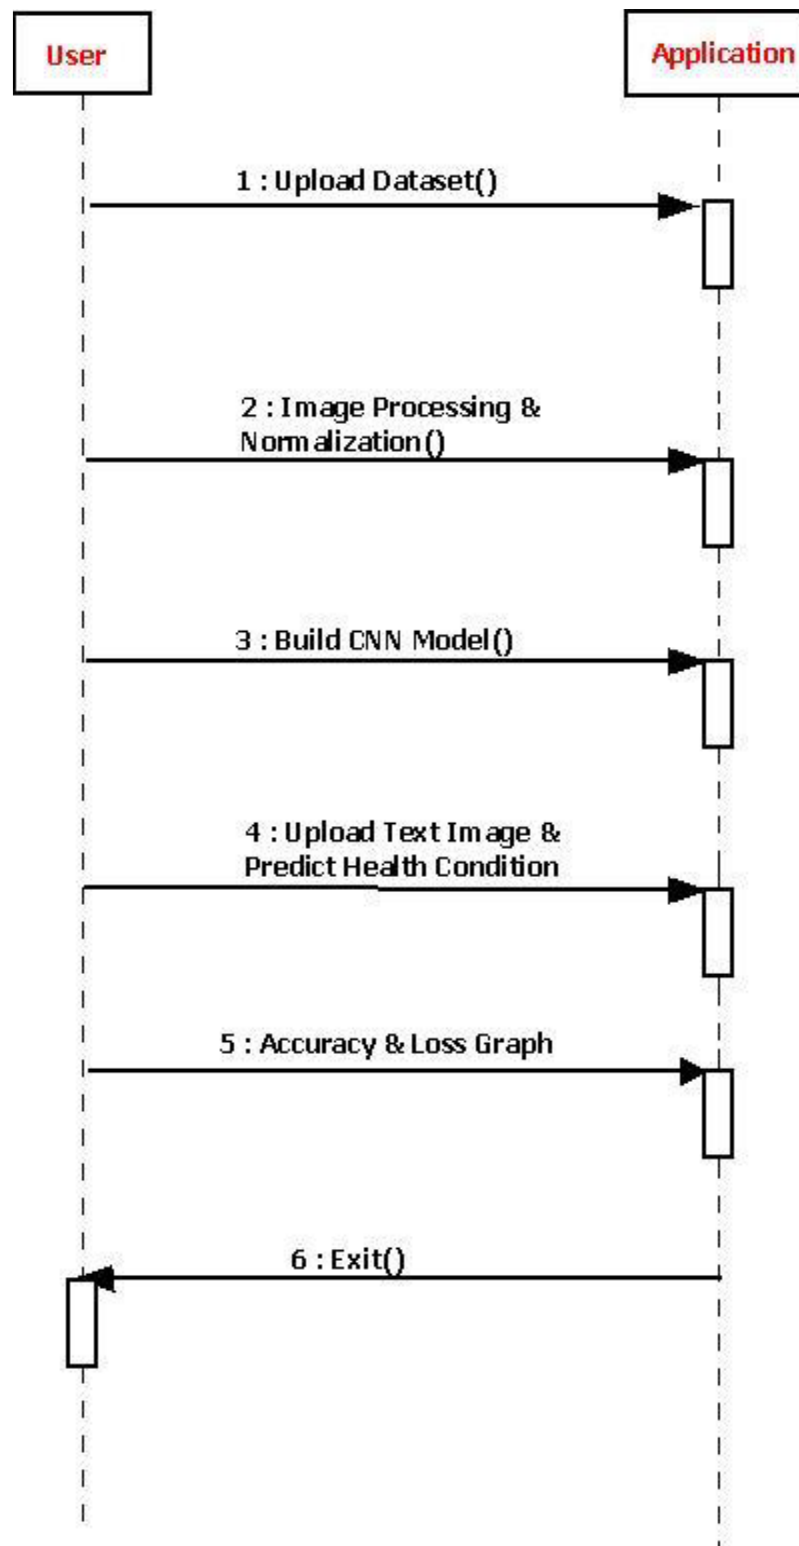 User
Application
1 : Upload Dataset()
2 : Image Processing &
Normalization()
3 : Build CNN Model()
4 : Upload Text Image &
Predict Health Condition
5 : Accuracy & Loss Graph
6 : Exit()